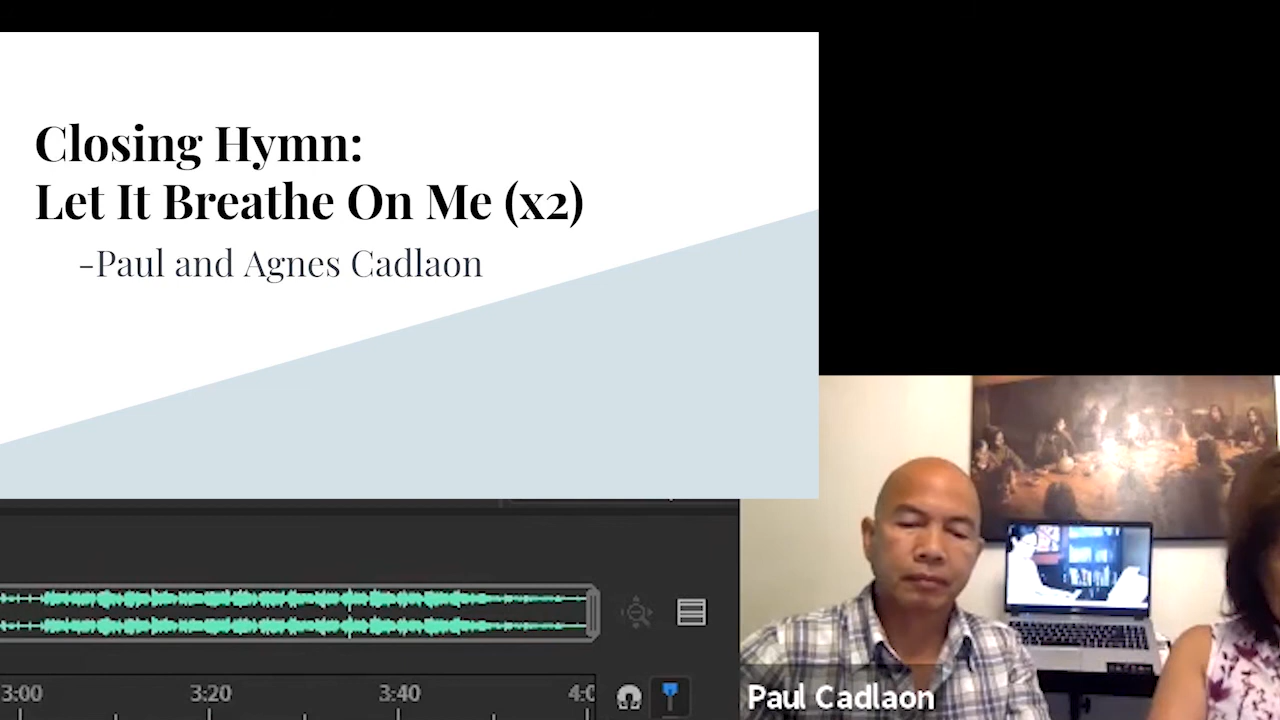 Closing Hymn:
Let It Breathe On Me (x2)
-Paul and Agnes Cadlaon
3:00 3:20 3:40
Paul Cadlaon